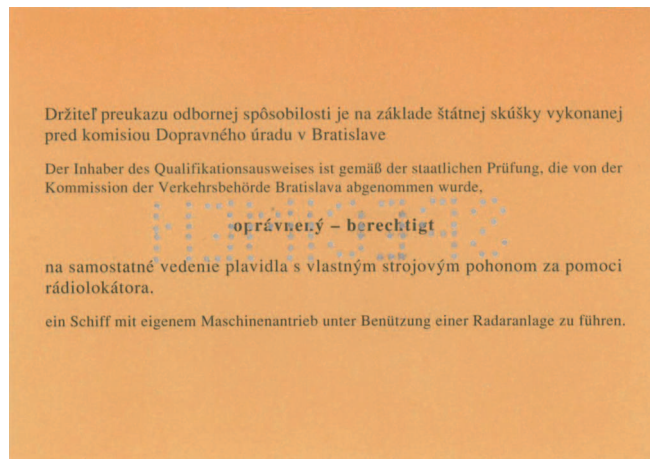 Držiteľ preukazu odbornej spôsobilosti je na základe štátnej skúšky vykonanej
pred komisiou Dopravného úradu v Bratislave
Der Inhaber des Qualifikationsausweises ist gemäß der staatlichen Prüfung, die von der
Kommission der Verkehrsbehörde Bratislava abgenommen wurde,
oprávnený – berechtigt
na samostatné vedenie plavidla s vlastným strojovým pohonom za pomoci
rádiolokátora.
ein Schiff mit eigenem Maschinenantrieb unter Benützung einer Radaranlage zu führen.